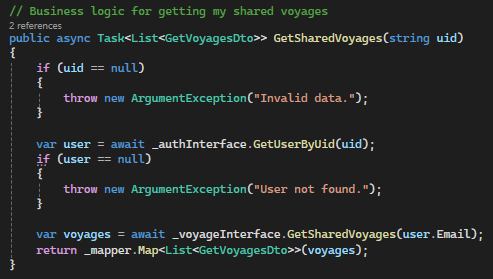 // Business logic for getting my shared voyages
2 references
public async Task<List<GetVoyagesDto>> GetSharedVoyages(string uid)
{
if (uid == null)
{
throw new ArgumentException("Invalid data.");
}
var user = await _authInterface.GetUserByUid(uid);
if (user == null)
{
throw new ArgumentException("User not found.");
}
var voyages = await _voyageInterface.GetSharedVoyages(user.Email);
return _mapper.Map<List<GetVoyagesDto>>(voyages);
}